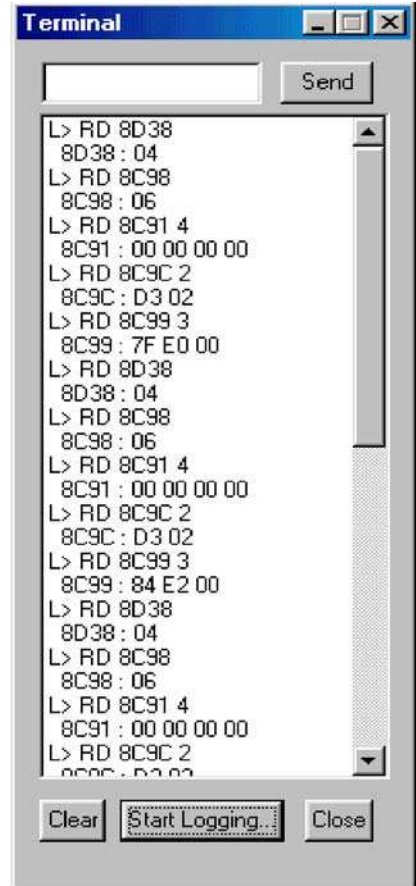 Terminal
Send
L> RD 8D38
8D38 : 04
L> RD 8C98
8C98 : 06
L> RD 8C91 4
8C91 : 00 00 00 00
L> RD 8C9C 2
8C9C : D3 02
L> RD 8C99 3
8C99 : 7F E0 00
L> RD 8D38
8D38 : 04
L> RD 8C98
8C98 : 06
L> RD 8C91 4
8C91 : 00 00 00 00
L> RD 8C9C 2
8C9C : D3 02
L> RD 8C99 3
8C99 : 84 E2 00
L> RD 8D38
8D38 : 04
L> RD 8C98
8C98 : 06
L> RD 8C91 4
8C91 : 00 00 00 00
L> RD 8C9C 2
Clear Start Logging... Close